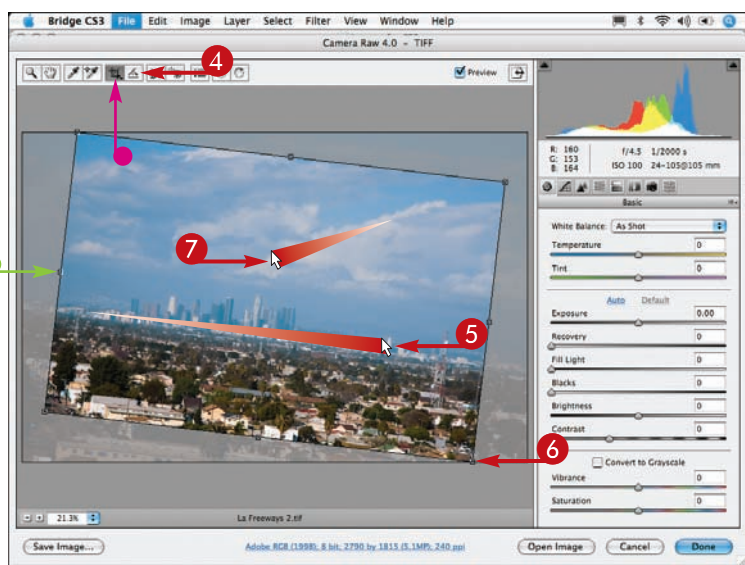 Bridge CS3 File Edit Image Layer Select Filter View Window Help
Camera Raw 4.0 - TIFF
4
Preview
R: 160
G: 153
B: 164
f/4.5 1/2000 s
ISO 100 24-105@105 mm
Basic
White Balance: As Shot
Temperature 0
Tint 0
Auto Default
Exposure 0.00
Recovery 0
Fill Light 0
Blacks 0
Brightness 0
Contrast 0
Convert to Grayscale
Vibrance 0
Saturation 0
7
5
6
21.3% La Freeways 2.tif
Save Image... Adobe RGB (1998); 8 bit; 2790 by 1815 (5.1MP); 240 ppi Open Image Cancel Done